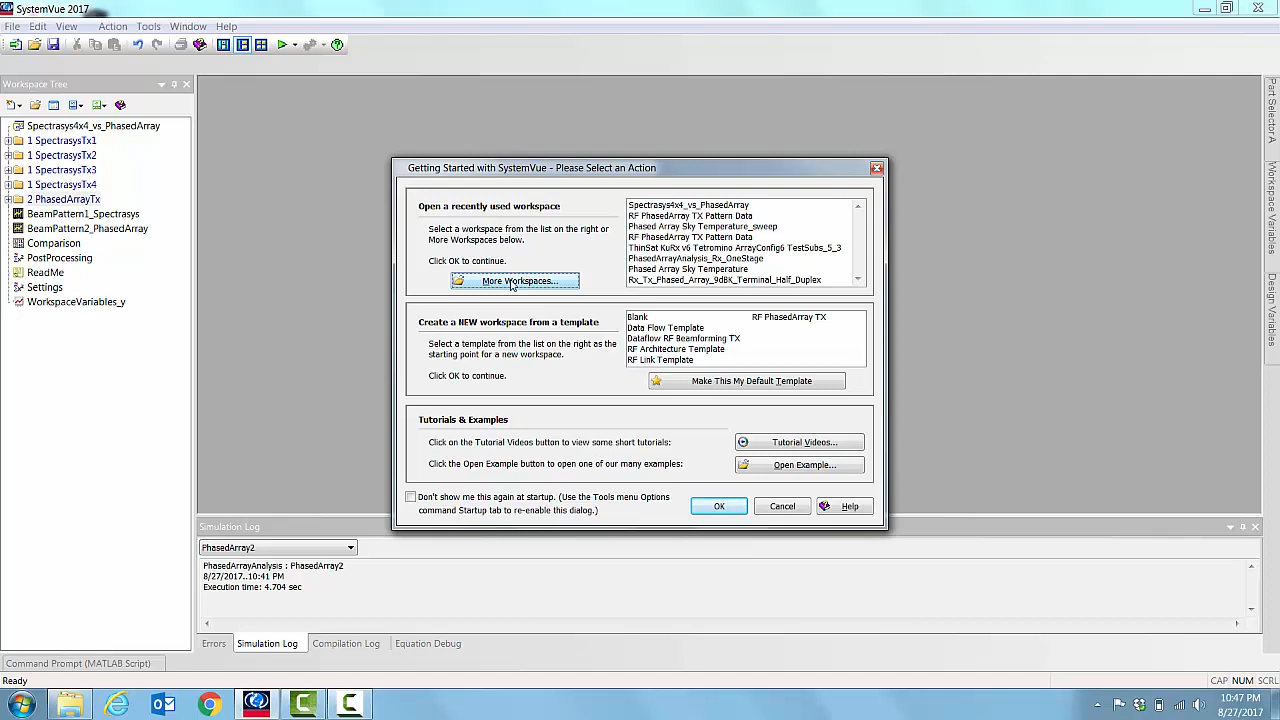 SystemVue 2017
File Edit View Action Tools Window Help
Workspace Tree
Spectrasys4x4_vs_PhasedArray
1 SpectrasysTx1
1 SpectrasysTx2
1 SpectrasysTx3
1 SpectrasysTx4
2 PhasedArrayTx
BeamPattern1_Spectrasys
BeamPattern2_PhasedArray
Comparison
PostProcessing
ReadMe
Settings
WorkspaceVariables_y
Getting Started with SystemVue - Please Select an Action
Open a recently used workspace
Select a workspace from the list on the right or
More Workspaces below.
Click OK to continue.
More Workspaces...
Spectrasys4x4_vs_PhasedArray
RF PhasedArray TX Pattern Data
Phased Array Sky Temperature_sweep
RF PhasedArray TX Pattern Data
ThinSat KuRx v6 Tetromino ArrayConfig6 TestSubs_5_3
PhasedArrayAnalysis_Rx_OneStage
Phased Array Sky Temperature
Rx_Tx_Phased_Array_9dBK_Terminal_Half_Duplex
Create a NEW workspace from a template
Select a template from the list on the right as the
starting point for a new workspace.
Click OK to continue.
Blank RF PhasedArray TX
Data Flow Template
Dataflow RF Beamforming TX
RF Architecture Template
RF Link Template
Make This My Default Template
Tutorials & Examples
Click on the Tutorial Videos button to view some short tutorials:
Tutorial Videos...
Click the Open Example button to open one of our many examples:
Open Example...
Don't show me this again at startup. (Use the Tools menu Options
command Startup tab to re-enable this dialog.)
OK Cancel Help
Part Selector A
Workspace Variables
Design Variables
Simulation Log
PhasedArray2
PhasedArrayAnalysis : PhasedArray2
8/27/2017..10:41 PM
Execution time: 4.704 sec
Errors Simulation Log Compilation Log Equation Debug
Command Prompt (MATLAB Script)
Ready
CAP NUM SCRL
10:47 PM
8/27/2017